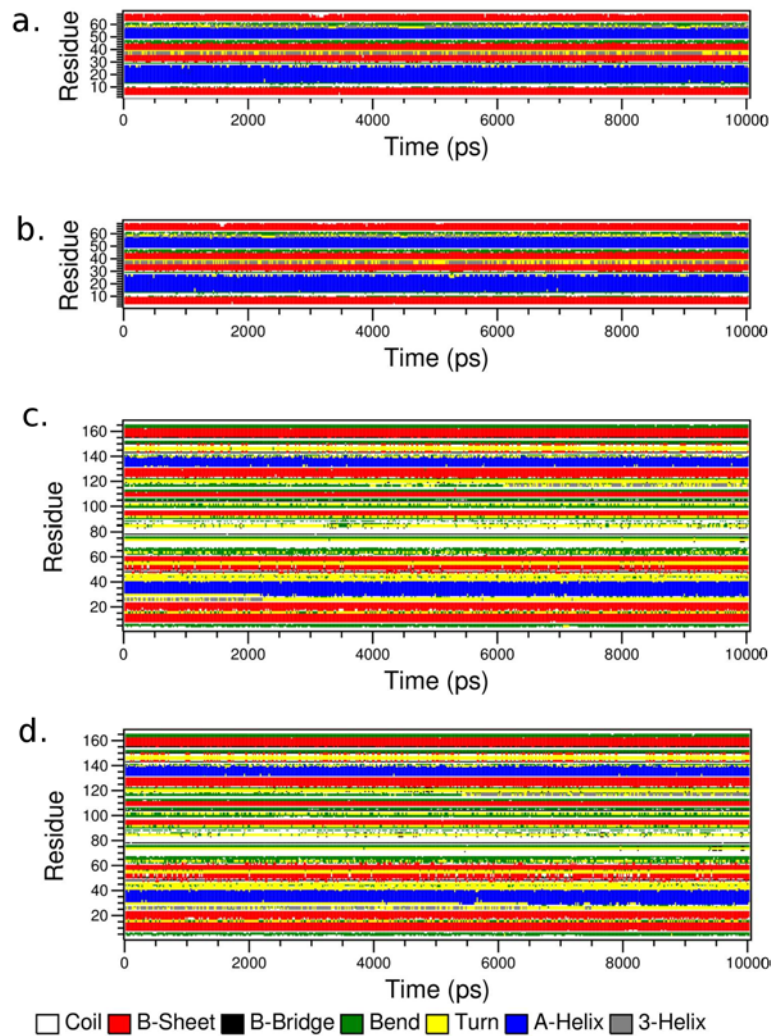 a.
Residue
60
50
40
30
20
10
0 2000 4000 6000 8000 10000
Time (ps)
b.
Residue
60
50
40
30
20
10
0 2000 4000 6000 8000 10000
Time (ps)
c.
Residue
160
140
120
100
80
60
40
20
0 2000 4000 6000 8000 10000
Time (ps)
d.
Residue
160
140
120
100
80
60
40
20
0 2000 4000 6000 8000 10000
Time (ps)
Coil B-Sheet B-Bridge Bend Turn A-Helix 3-Helix